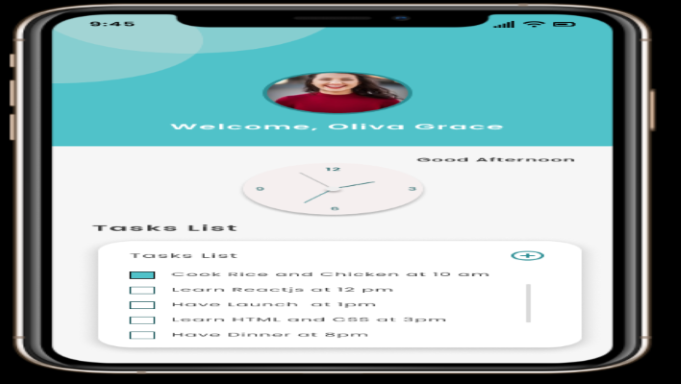 9:45
Welcome, Oliva Grace
Good Afternoon
12
9
3
6
Tasks List
Tasks List
Cook Rice and Chicken at 10 am
Learn Reactjs at 12 pm
Have Launch at 1pm
Learn HTML and CSS at 3pm
Have Dinner at 8pm